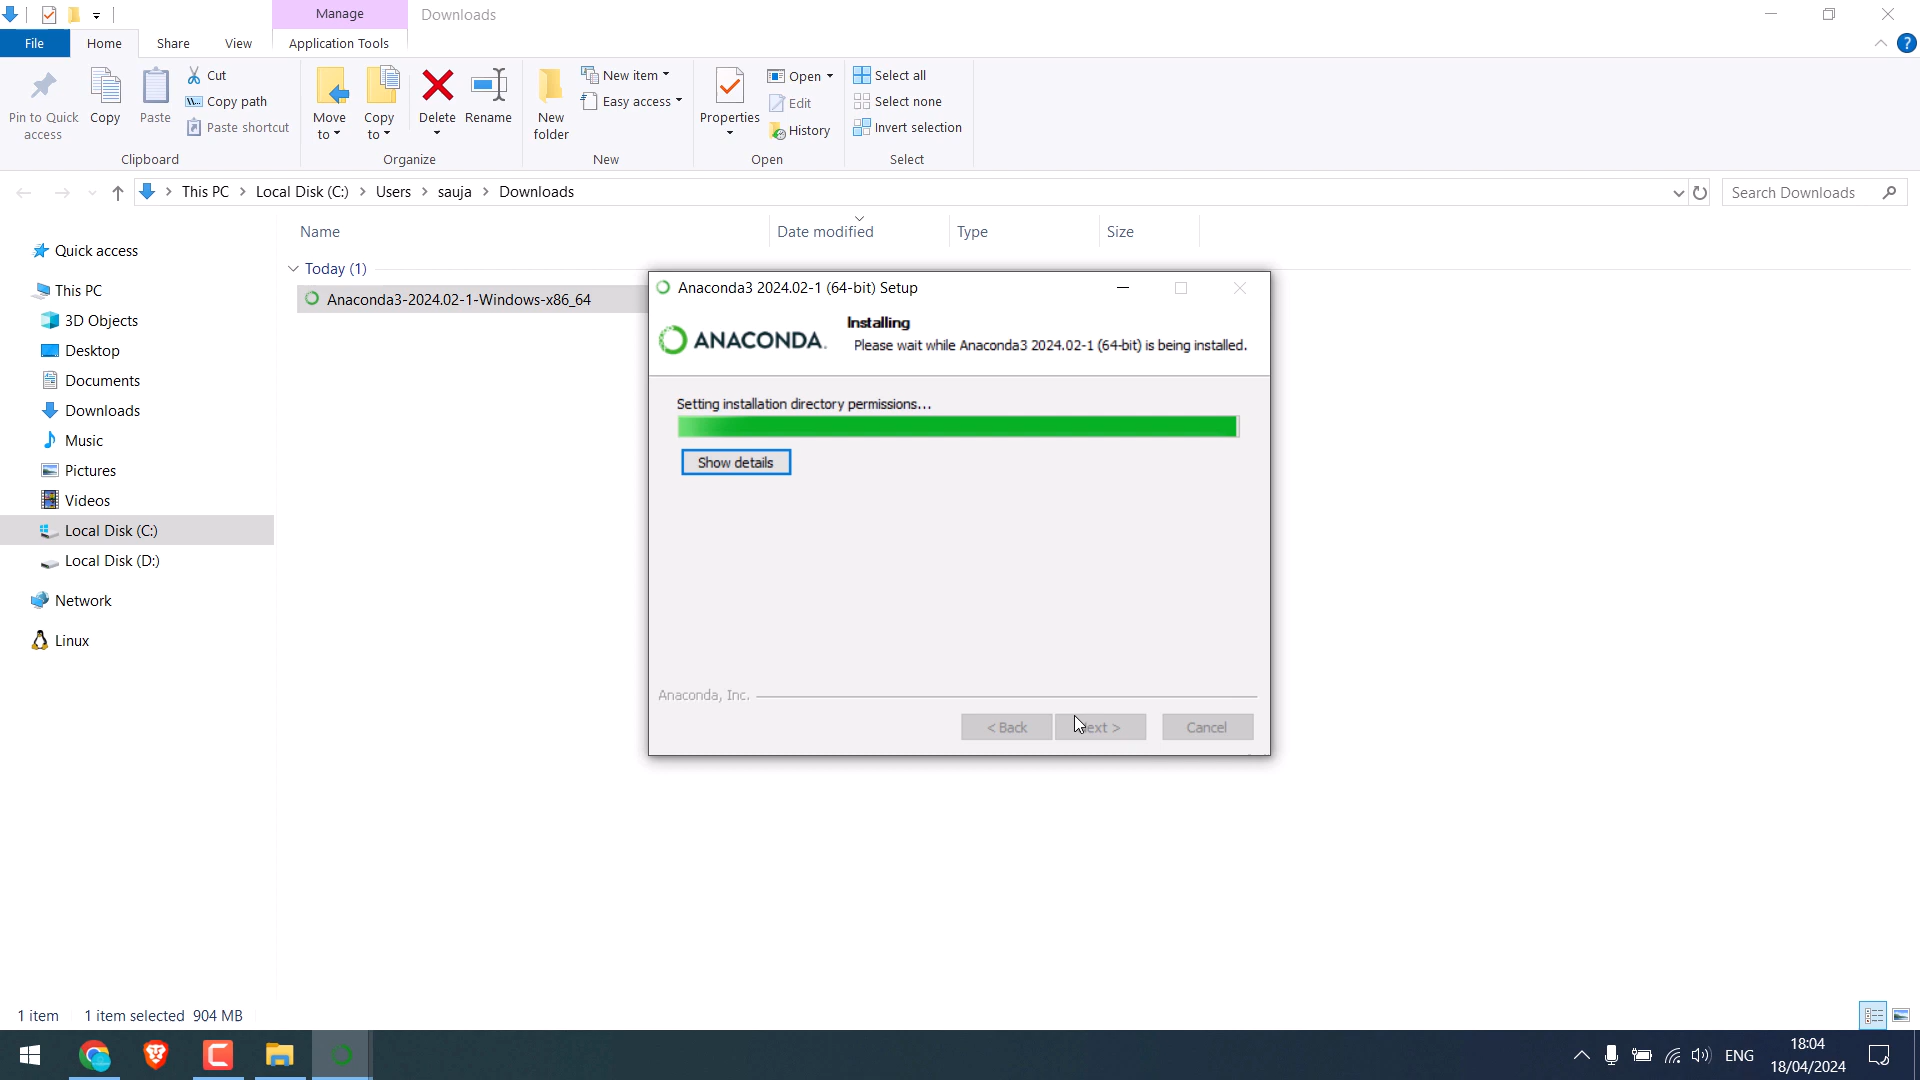 Manage
Downloads
File
Home
Share
View
Application Tools
Pin to Quick access
Copy
Paste
Cut
Copy path
Paste shortcut
Clipboard
Move to
Copy to
Delete
Rename
Organize
New folder
New item
Easy access
New
Properties
Open
Edit
History
Open
Select all
Select none
Invert selection
Select
This PC > Local Disk (C:) > Users > sauja > Downloads
Search Downloads
Name
Date modified
Type
Size
Quick access
This PC
3D Objects
Desktop
Documents
Downloads
Music
Pictures
Videos
Local Disk (C:)
Local Disk (D:)
Network
Linux
Today (1)
Anaconda3-2024.02-1-Windows-x86_64
Anaconda3 2024.02-1 (64-bit) Setup
ANACONDA.
Installing
Please wait while Anaconda3 2024.02-1 (64-bit) is being installed.
Setting installation directory permissions...
Show details
Anaconda, Inc.
< Back
Next >
Cancel
1 item
1 item selected 904 MB
ENG
18:04
18/04/2024